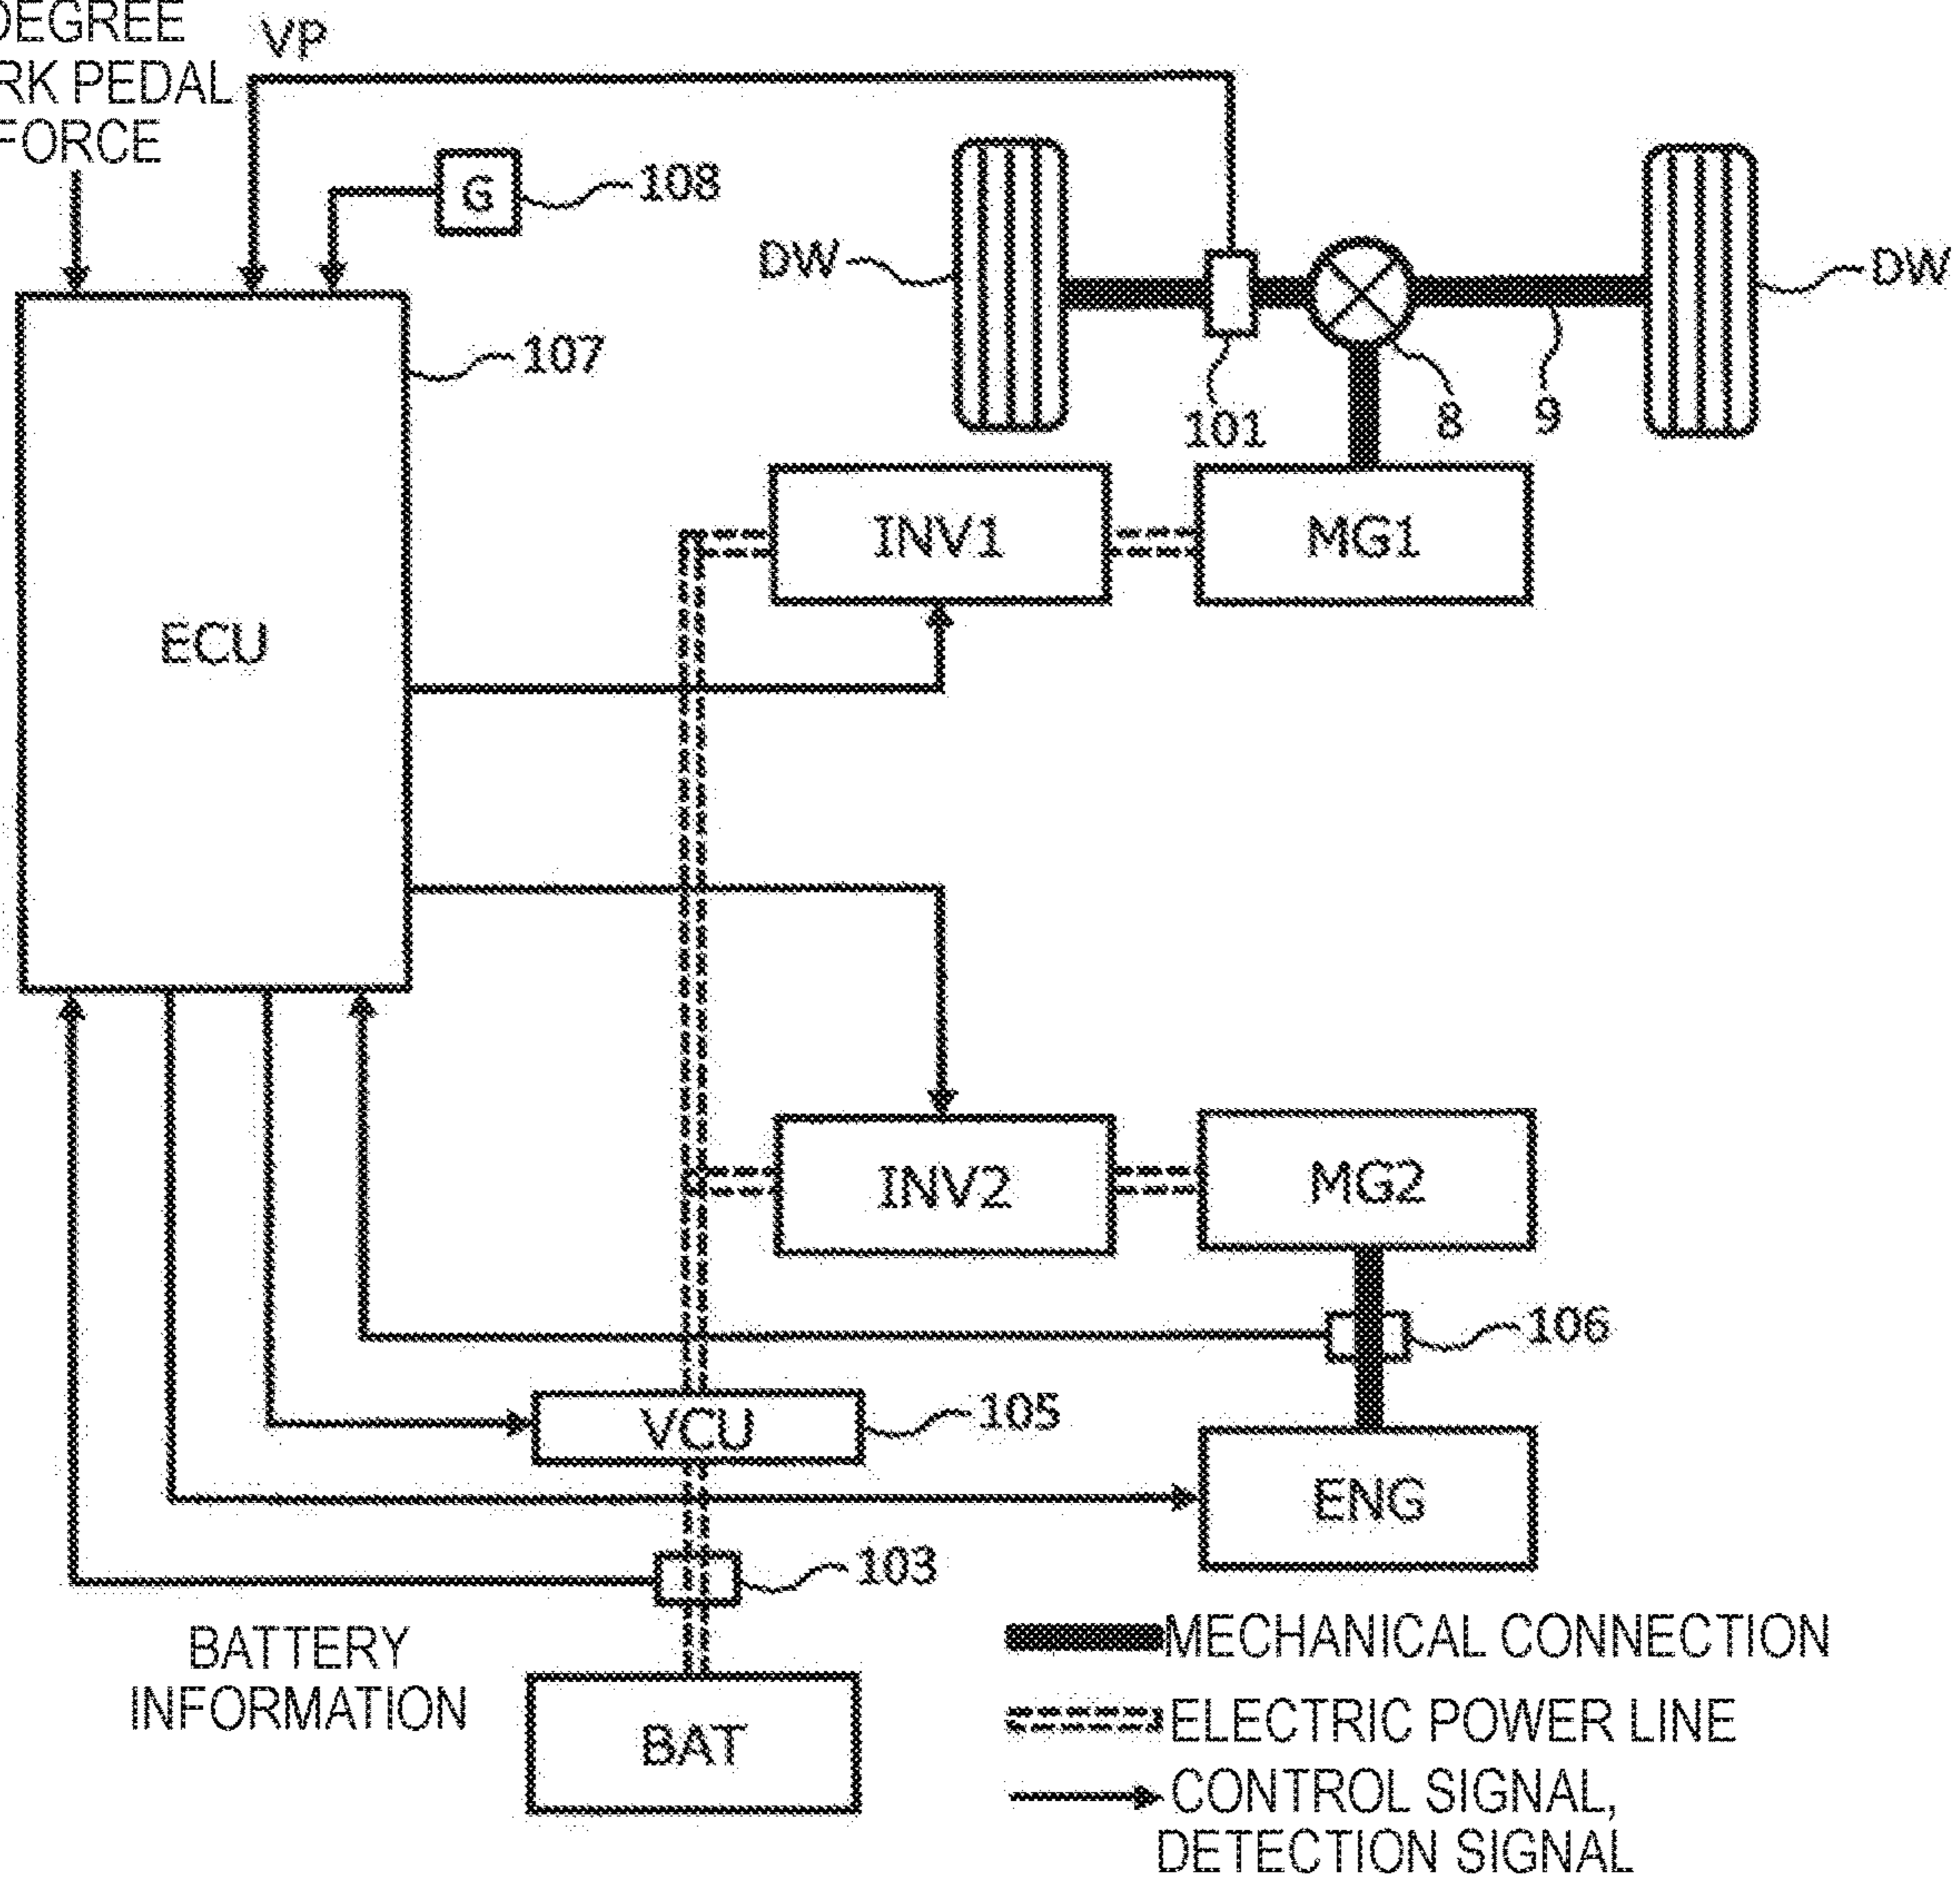 DEGREE
RK PEDAL
FORCE
VP
G
108
DW
DW
107
101
8
9
INV1
MG1
ECU
INV2
MG2
106
VCU
105
ENG
103
BATTERY
INFORMATION
BAT
MECHANICAL CONNECTION
ELECTRIC POWER LINE
CONTROL SIGNAL,
DETECTION SIGNAL